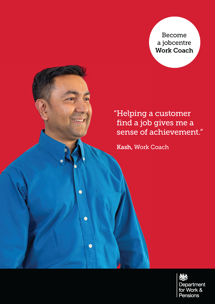 Become
a jobcentre
Work Coach
“Helping a customer
find a job gives me a
sense of achievement.”
Kash, Work Coach
Department
for Work &
Pensions